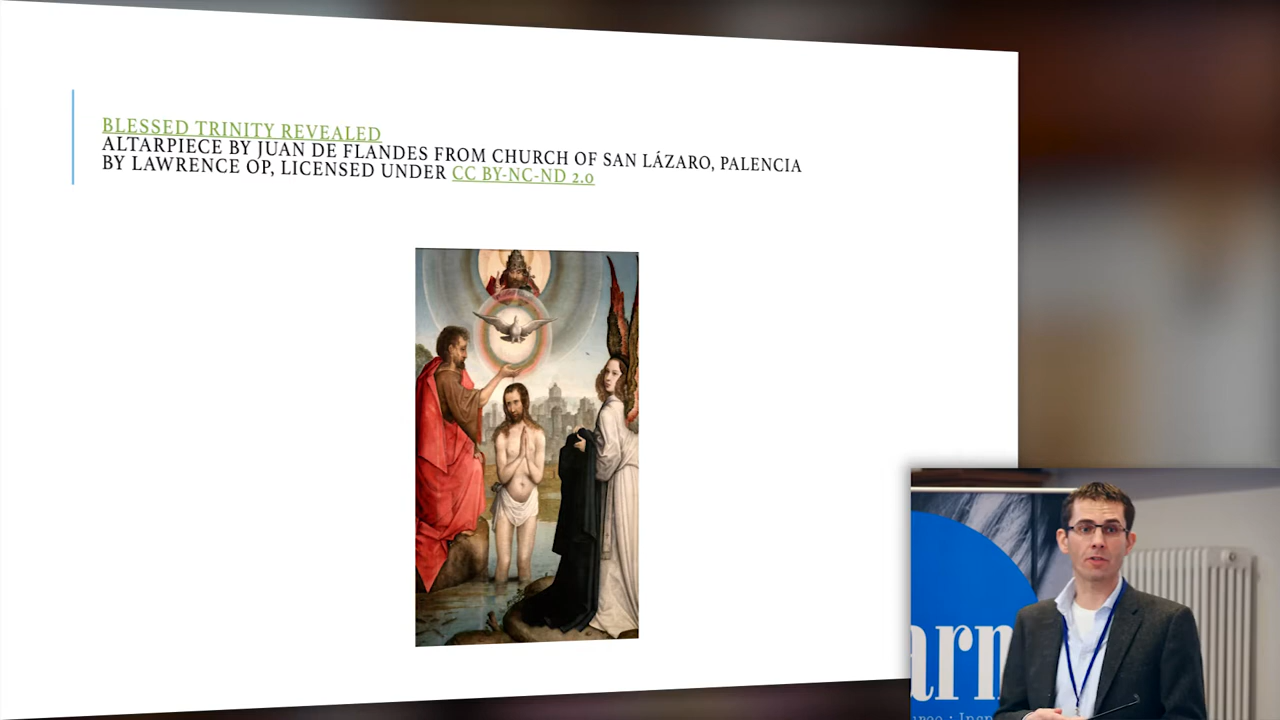 BLESSED TRINITY REVEALED
ALTARPIECE BY JUAN DE FLANDES FROM CHURCH OF SAN LÁZARO, PALENCIA
BY LAWRENCE OP, LICENSED UNDER CC BY-NC-ND 2.0
arn